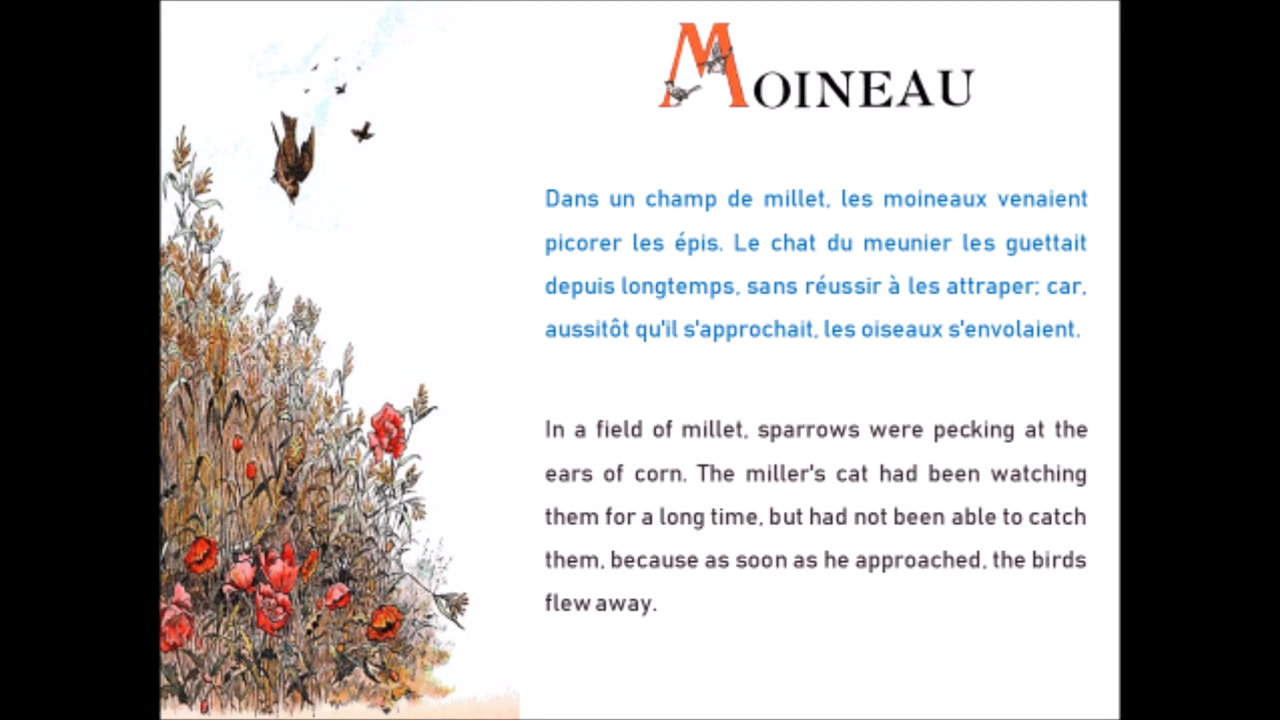 MOINEAU
Dans un champ de millet, les moineaux venaient
picorer les épis. Le chat du meunier les guettait
depuis longtemps, sans réussir à les attraper; car,
aussitôt qu'il s'approchait, les oiseaux s'envolaient.
In a field of millet, sparrows were pecking at the
ears of corn. The miller's cat had been watching
them for a long time, but had not been able to catch
them, because as soon as he approached, the birds
flew away.